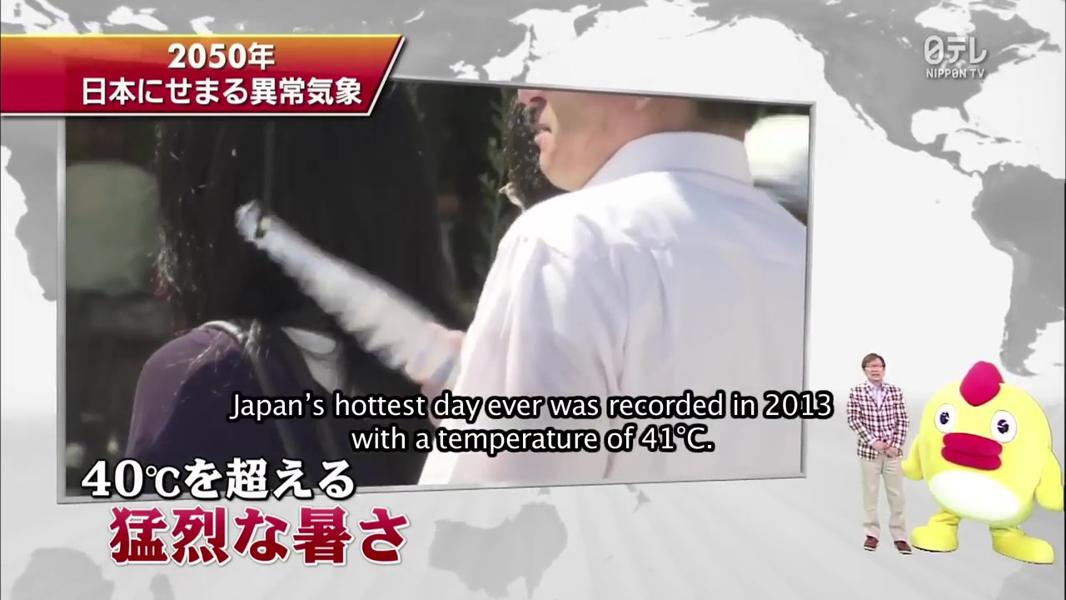 2050年
日本にせまる異常気象
日テレ
NIPPON TV
Japan's hottest day ever was recorded in 2013
with a temperature of 41℃.
40℃を超える
猛烈な暑さ